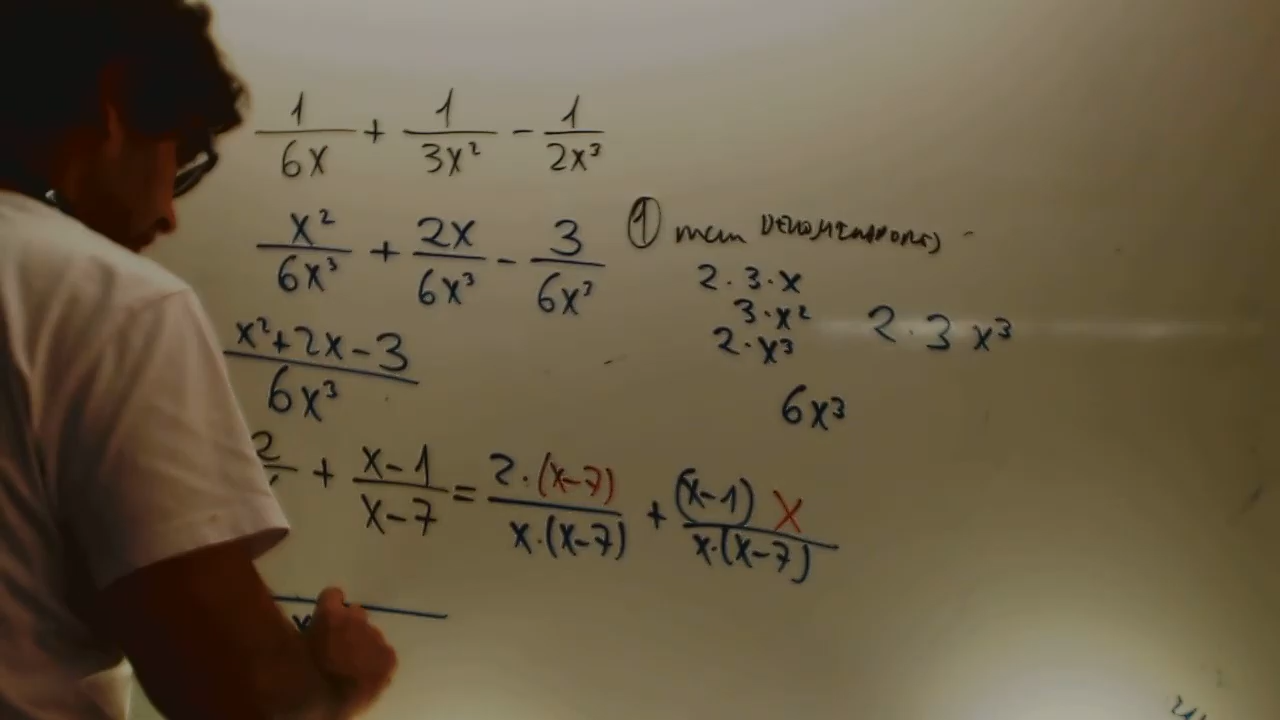 1/6x + 1/3x² - 1/2x³
x²/6x³ + 2x/6x³ - 3/6x³
① mcm
2·3·x
3·x²
2·x³
2·3 x³
6x³
x²+2x-3/6x³
2/ + x-1/x-7 = 2·(x-7)/x·(x-7) + (x-1) x/x·(x-7)
x